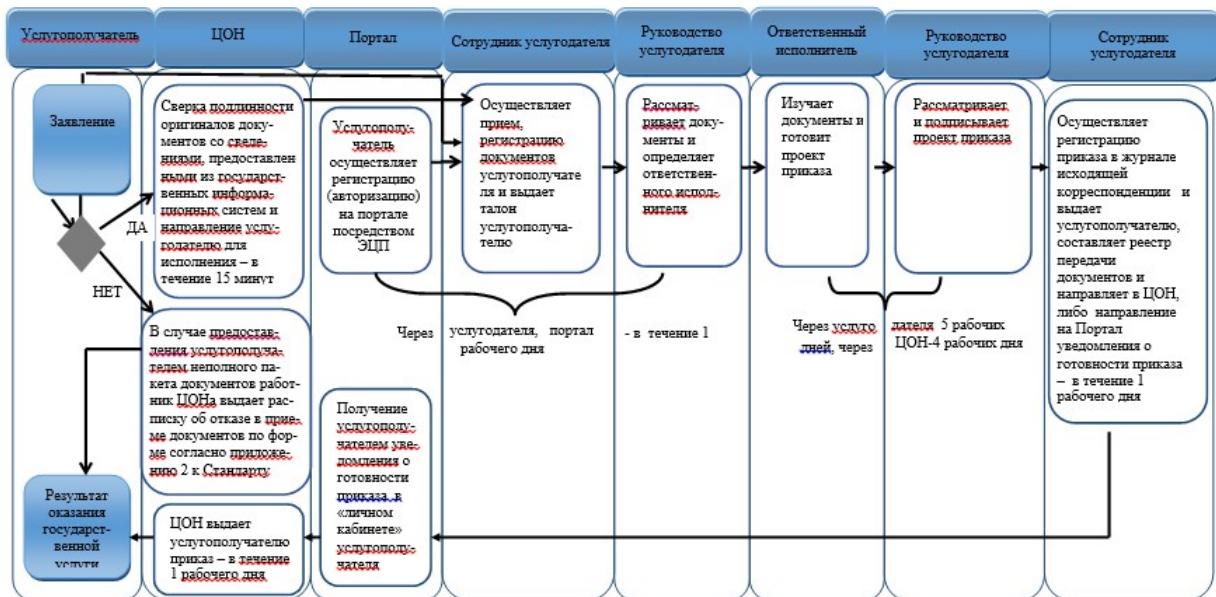 Услугополучатель
ЦОН
Портал
Сотрудник услугодателя
Руководство
услугодателя
Ответственный
исполнитель
Руководство
услугодателя
Сотрудник
услугодателя
Заявление
ДА
НЕТ
Сверка подлинности
оригиналов доку-
ментов со сведе-
ниями, предоставлен
ными из государст-
венных информа-
ционных систем и
направление услу-
годателю для
исполнения – в
течение 15 минут
В случае предостав-
ления услугополуча-
телем неполного па-
кета документов работ-
ник ЦОНа выдает рас-
писку об отказе в прие-
ме документов по фор-
ме согласно приложе-
нию 2 к Стандарту
Результат
оказания
государст-
венной
услуги
ЦОН выдает
услугополучателю
приказ – в течение
1 рабочего дня
Услугополу-
чатель
осуществляет
регистрацию
(авторизацию)
на портале
посредством
ЭЦП
Получение
услугополу-
чателем уве-
домления о
готовности
приказа в
«личном
кабинете»
услугополу-
чателя
Осуществляет
прием,
регистрацию
документов
услугополучате
ля и выдает
талон
услугополуча-
телю
Рассмат-
ривает доку-
менты и
определяет
ответствен-
ного испол-
нителя
Через услугодателя, портал - в течение 1
рабочего дня
Изучает
документы и
готовит
проект
приказа
Рассматривает
и подписывает
проект приказа
Через услуго дателя 5 рабочих
дней, через ЦОН-4 рабочих дня
Осуществляет
регистрацию
приказа в журнале
исходящей
корреспонденции и
выдает
услугополучателю,
составляет реестр
передачи
документов и
направляет в ЦОН,
либо направление
на Портал
уведомления о
готовности приказа
– в течение 1
рабочего дня